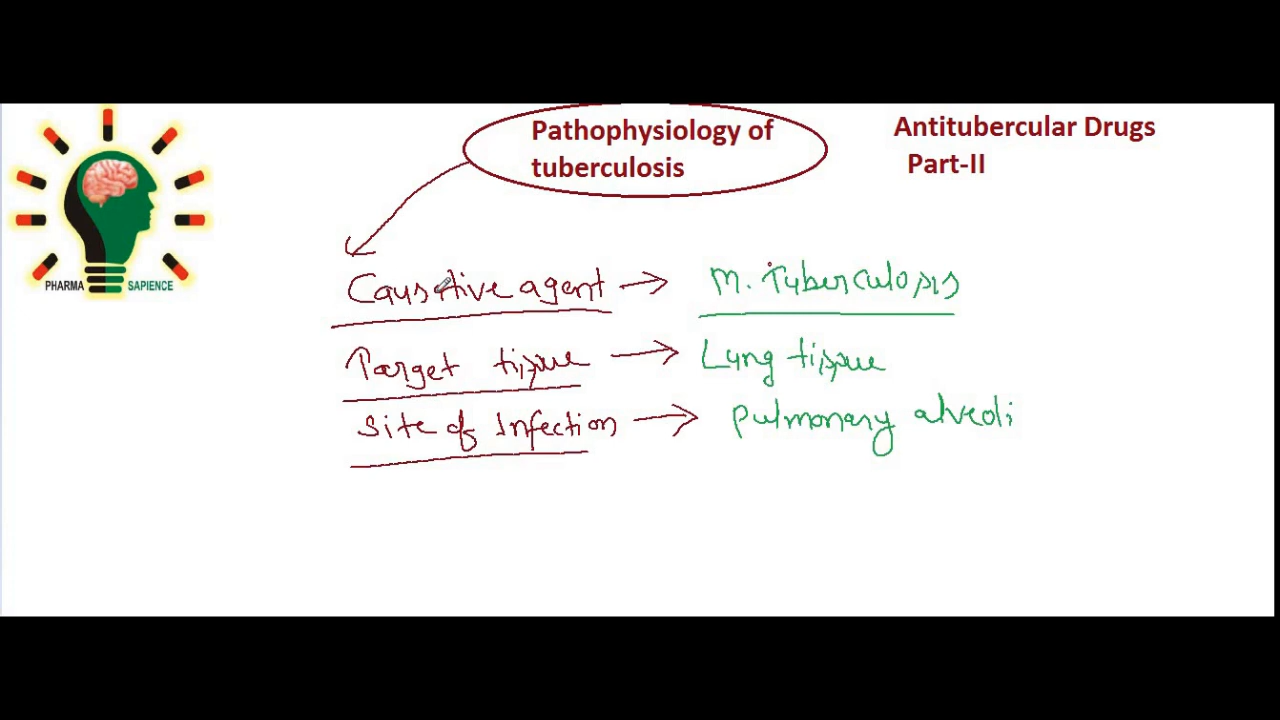 Pathophysiology of
tuberculosis
Antitubercular Drugs
Part-II
PHARMA SAPIENCE
Causitive agent → M. Tuberculosis
Target tissue → Lung tissue
Site of Infection → Pulmonary alveoli